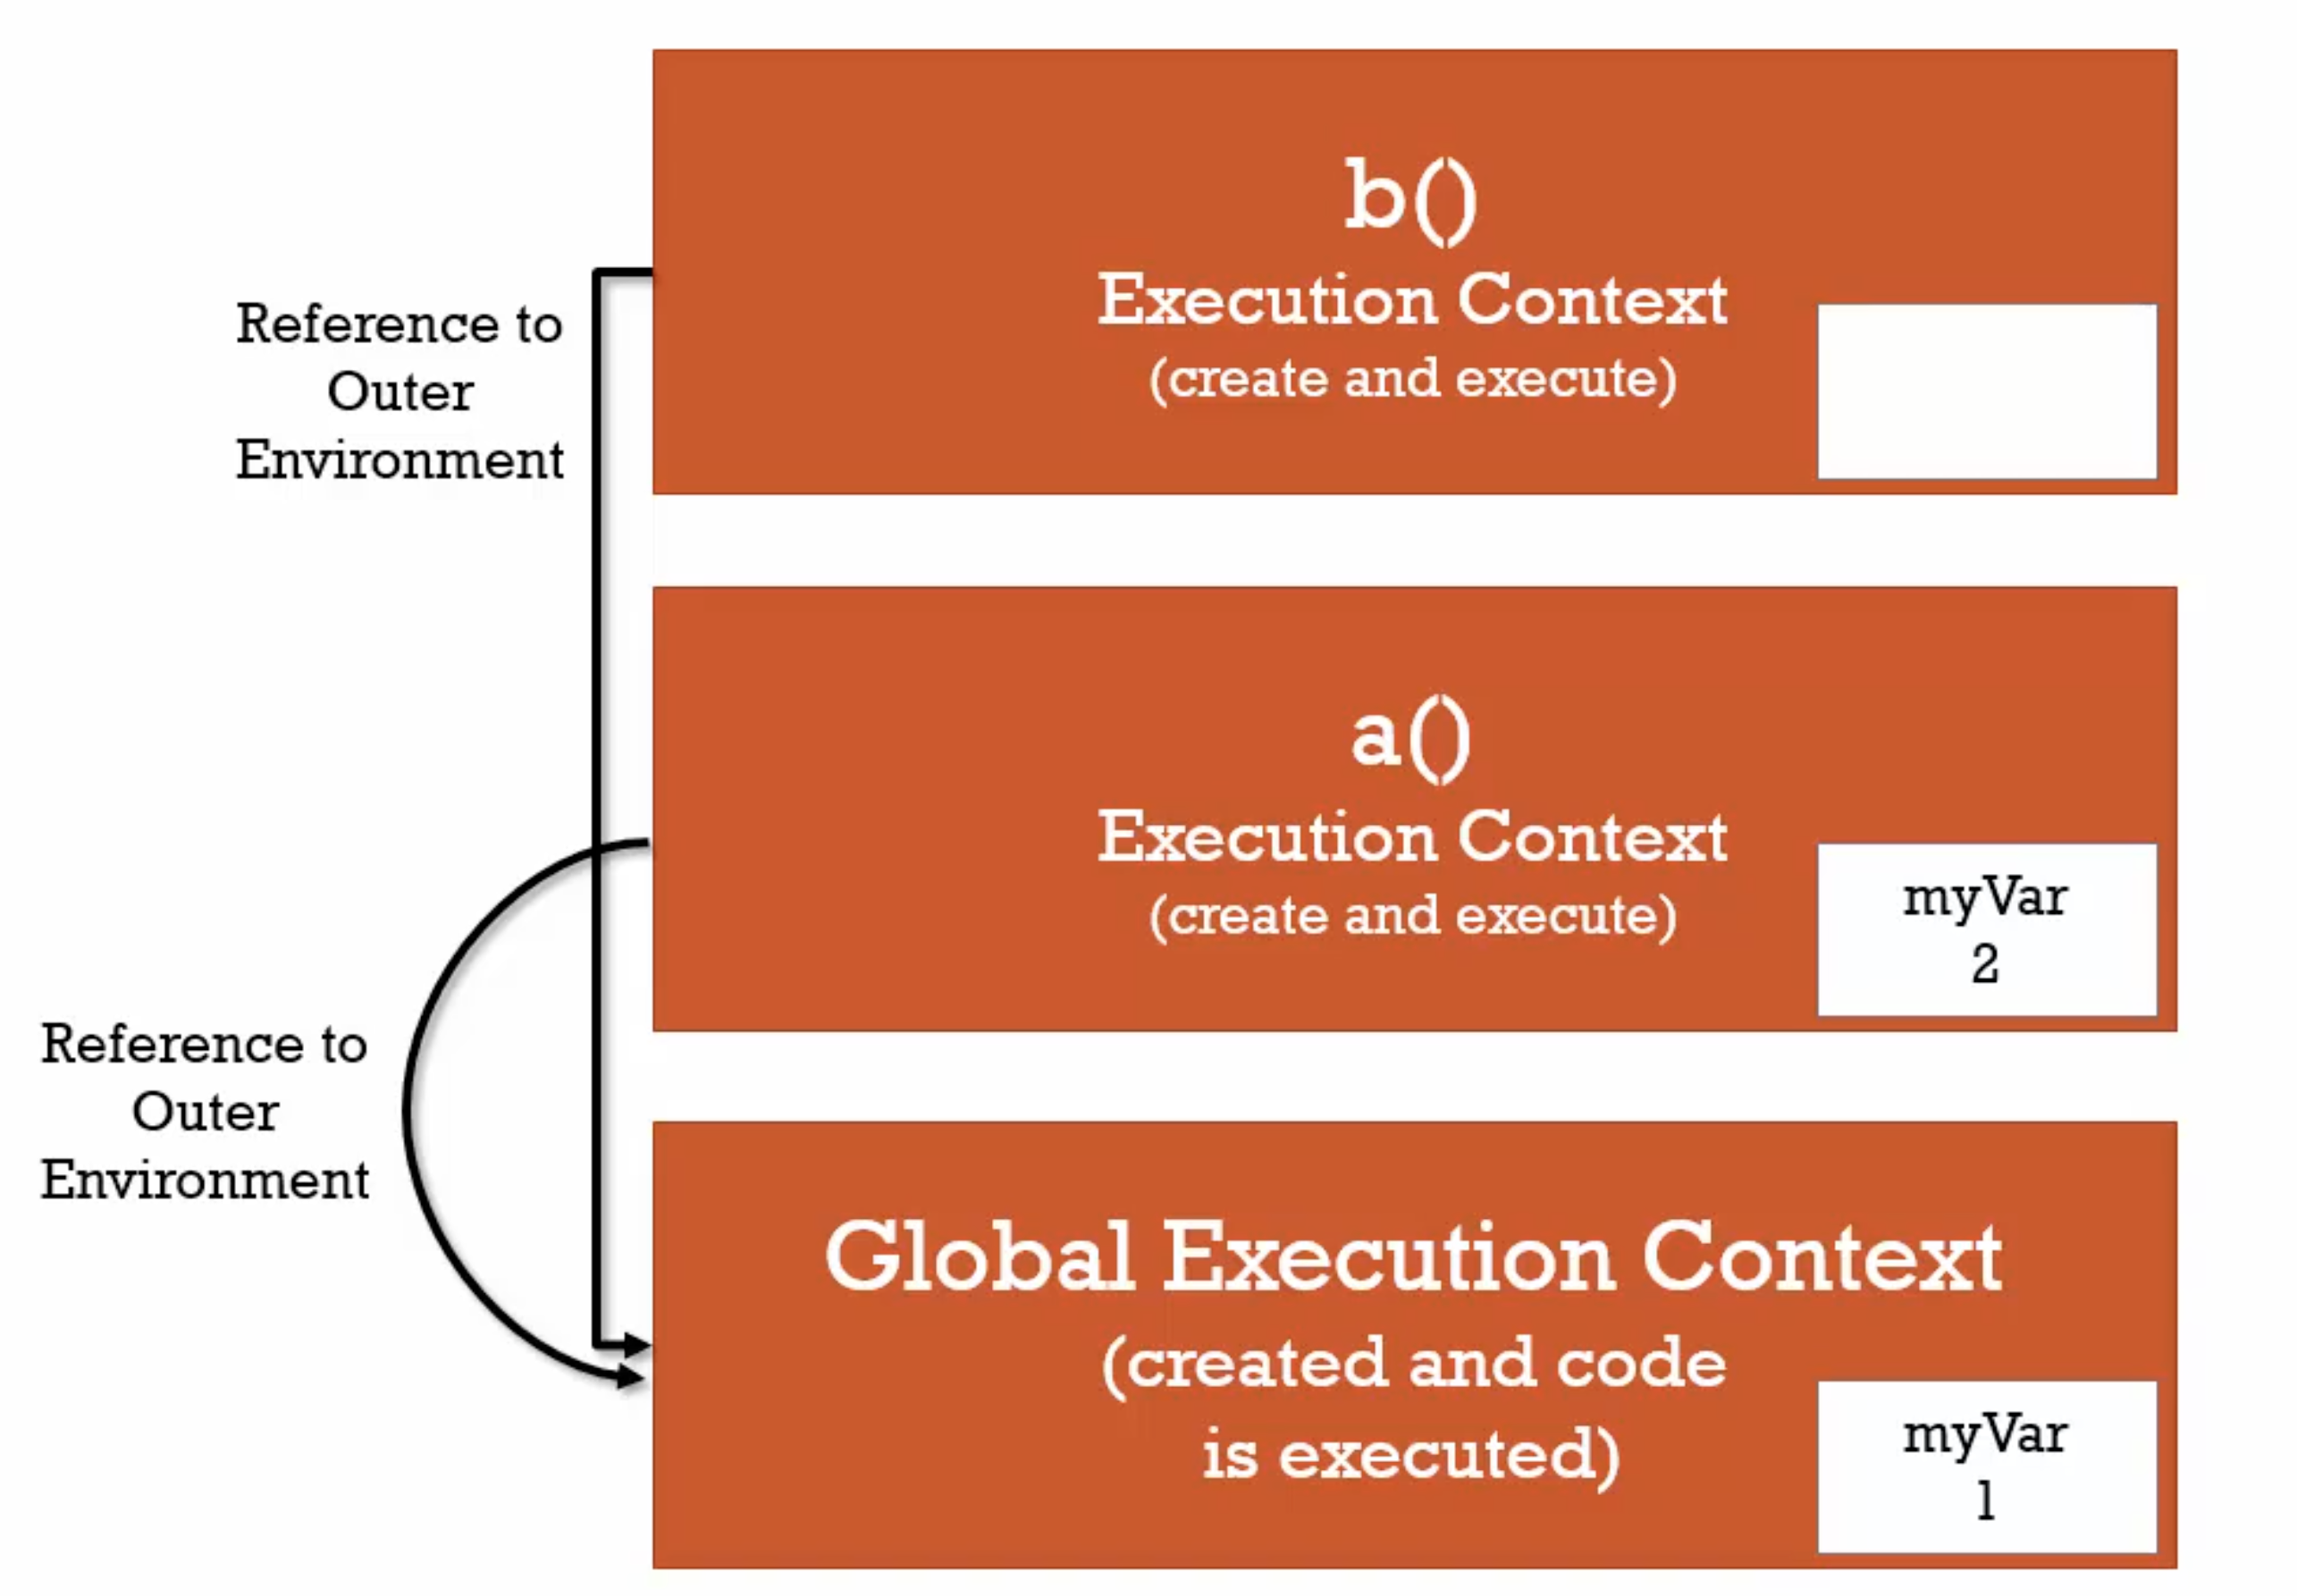 b()
Execution Context
(create and execute)
Reference to
Outer
Environment
a()
Execution Context
(create and execute)
myVar
2
Reference to
Outer
Environment
Global Execution Context
(created and code
is executed)
myVar
1